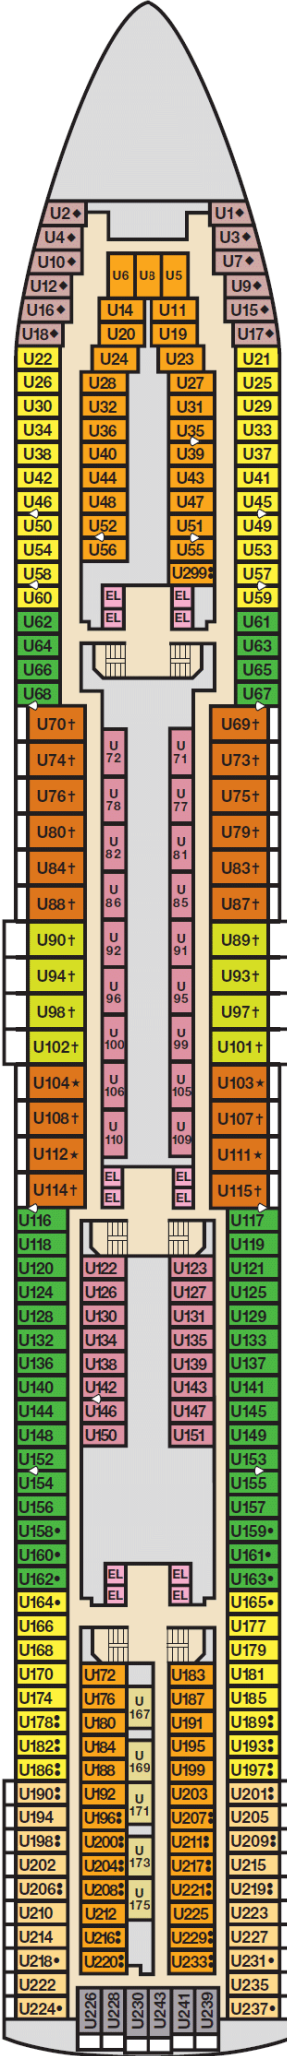 U2◆ U1◆
U4◆ U3◆
U10◆ U7◆
U6 U8 U5
U12◆ U9◆
U16◆ U14 U11 U15◆
U18◆ U20 U19 U17◆
U22 U24 U23 U21
U26 U28 U27 U25
U30 U32 U31 U29
U34 U36 U35 U33
U38 U40 U39 U37
U42 U44 U43 U41
U46 U48 U47 U45
U50 U52 U51 U49
U54 U56 U55 U53
U58 U299 U57
U60 EL EL U59
U62 EL EL U61
U64 U63
U66 U65
U68 U67
U70† U69†
U74† U72 U71 U73†
U76† U78 U77 U75†
U80† U82 U81 U79†
U84† U83†
U88† U86 U85 U87†
U90† U92 U91 U89†
U94† U96 U95 U93†
U98† U97†
U102† U100 U99 U101†
U104★ U106 U105 U103★
U108† U110 U109 U107†
U112★ U111★
U114† EL EL U115†
EL EL
U116 U117
U118 U119
U120 U122 U123 U121
U124 U126 U127 U125
U128 U130 U131 U129
U132 U134 U135 U133
U136 U138 U139 U137
U140 U142 U143 U141
U144 U146 U147 U145
U148 U150 U151 U149
U152 U153
U154 U155
U156 U157
U158• U159•
U160• U161•
U162• EL EL U163•
U164• EL EL U165•
U166 U177
U168 U179
U170 U172 U183 U181
U174 U176 U167 U187 U185
U178 U180 U191 U189
U182 U184 U169 U195 U193
U186 U188 U199 U197
U190 U192 U171 U203 U201
U194 U196 U207 U205
U198 U200 U173 U211 U209
U202 U204 U217 U215
U206 U208 U175 U221 U219
U210 U212 U225 U223
U214 U216 U229 U227
U218• U220 U233 U231•
U222 U235
U224• U226 U228 U230 U243 U241 U239 U237•